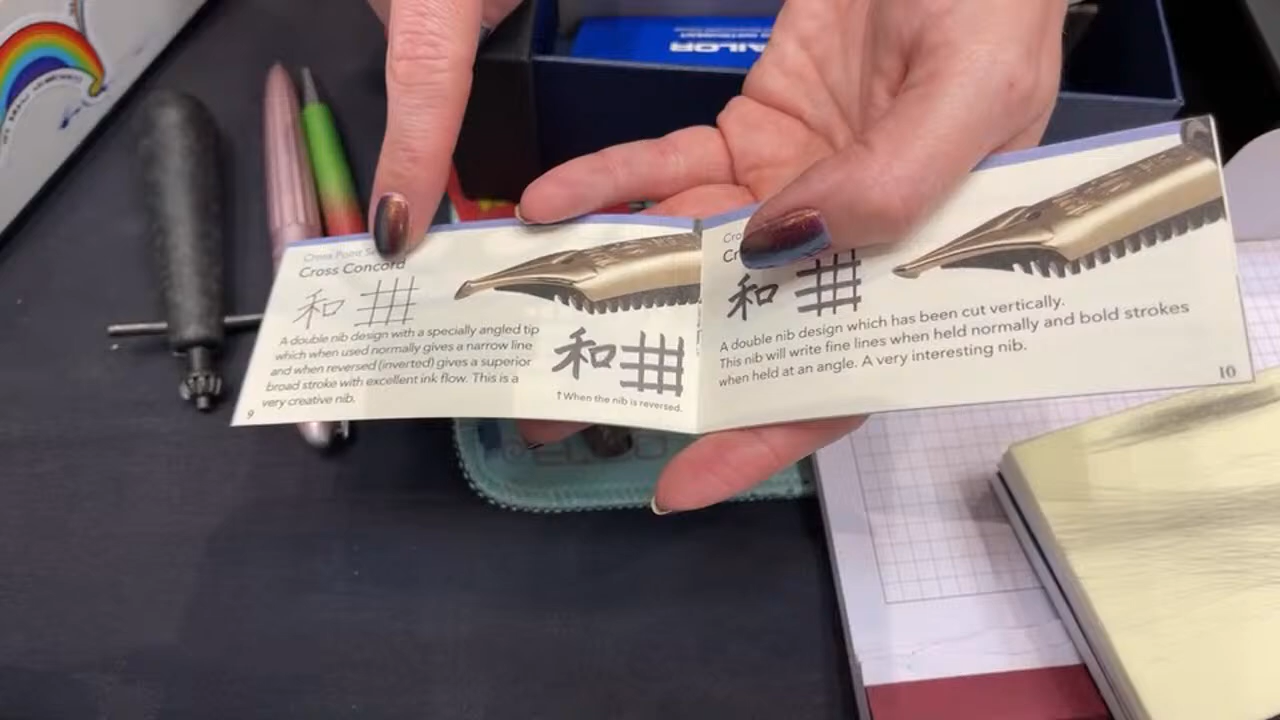 Cross Point
Cross Concord
和
A double nib design with a specially angled tip
which when used normally gives a narrow line
and when reversed (inverted) gives a superior
broad stroke with excellent ink flow. This is a
very creative nib.
和
↑When the nib is reversed.
9
和
A double nib design which has been cut vertically.
This nib will write fine lines when held normally and bold strokes
when held at an angle. A very interesting nib.
10